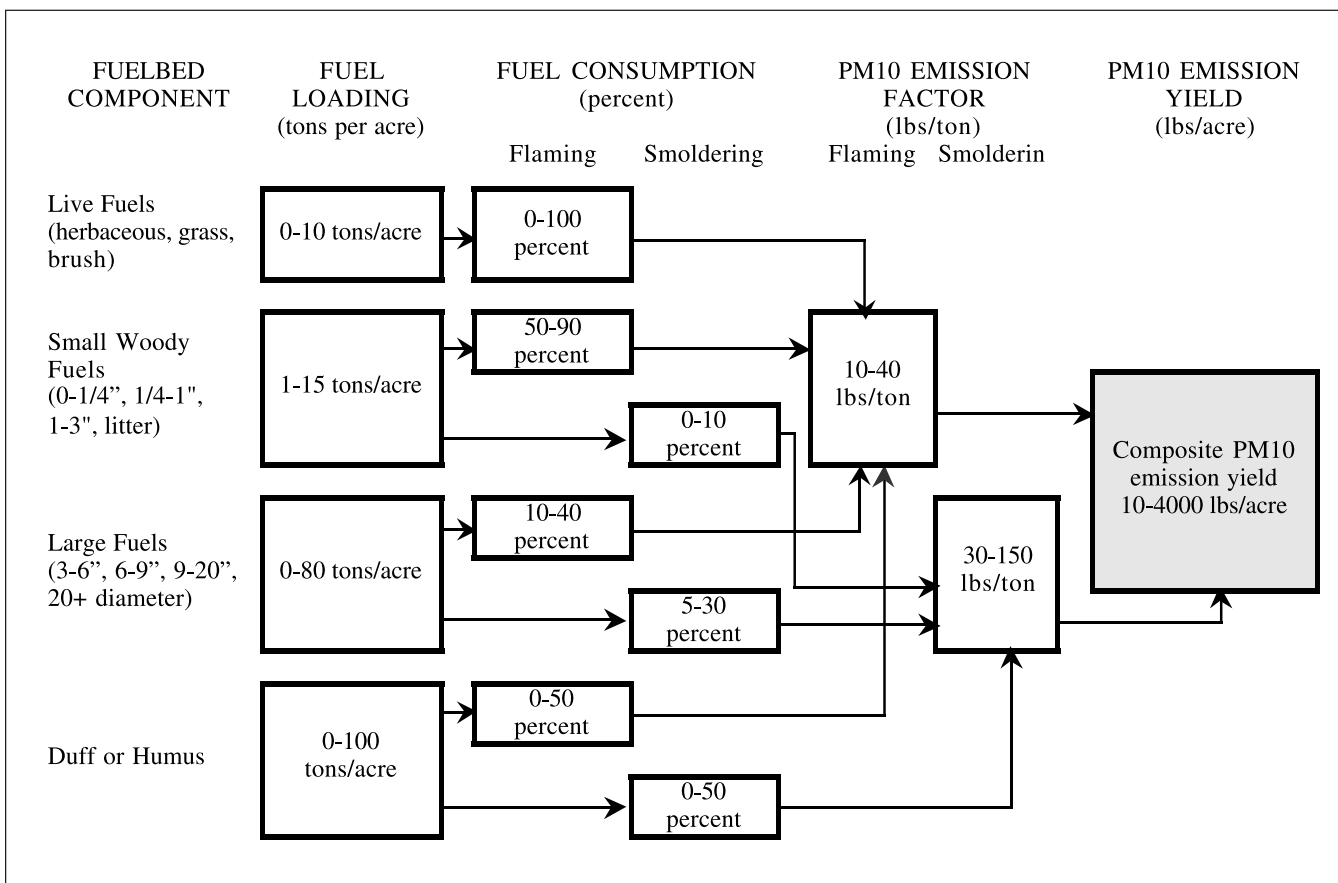 FUELBED
COMPONENT
FUEL
LOADING
(tons per acre)
FUEL CONSUMPTION
(percent)
Flaming Smoldering
PM10 EMISSION
FACTOR
(lbs/ton)
Flaming Smolderin
PM10 EMISSION
YIELD
(lbs/acre)
Live Fuels
(herbaceous, grass,
brush)
0-10 tons/acre
0-100
percent
Small Woody
Fuels
(0-1/4”, 1/4-1",
1-3", litter)
1-15 tons/acre
50-90
percent
0-10
percent
Large Fuels
(3-6”, 6-9”, 9-20”,
20+ diameter)
0-80 tons/acre
10-40
percent
5-30
percent
Duff or Humus
0-100
tons/acre
0-50
percent
0-50
percent
10-40
lbs/ton
30-150
lbs/ton
Composite PM10
emission yield
10-4000 lbs/acre